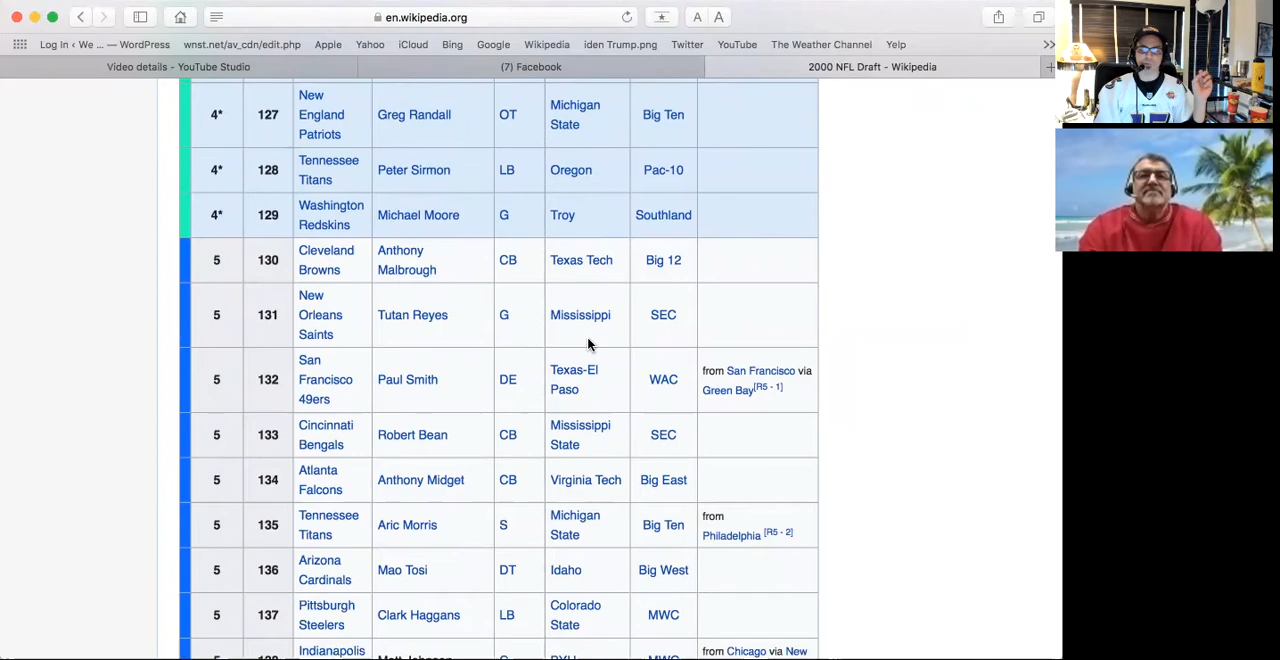 en.wikipedia.org
A A
Log In ‹ We ... — WordPress wnst.net/av_cdn/edit.php Apple Yahoo iCloud Bing Google Wikipedia iden Trump.png Twitter YouTube The Weather Channel Yelp
Video details - YouTube Studio (7) Facebook 2000 NFL Draft - Wikipedia
4* 127 New England Patriots Greg Randall OT Michigan State Big Ten
4* 128 Tennessee Titans Peter Sirmon LB Oregon Pac-10
4* 129 Washington Redskins Michael Moore G Troy Southland
5 130 Cleveland Browns Anthony Malbrough CB Texas Tech Big 12
5 131 New Orleans Saints Tutan Reyes G Mississippi SEC
5 132 San Francisco 49ers Paul Smith DE Texas-El Paso WAC from San Francisco via Green Bay[R5 - 1]
5 133 Cincinnati Bengals Robert Bean CB Mississippi State SEC
5 134 Atlanta Falcons Anthony Midget CB Virginia Tech Big East
5 135 Tennessee Titans Aric Morris S Michigan State Big Ten from Philadelphia [R5 - 2]
5 136 Arizona Cardinals Mao Tosi DT Idaho Big West
5 137 Pittsburgh Steelers Clark Haggans LB Colorado State MWC
Indianapolis from Chicago via New